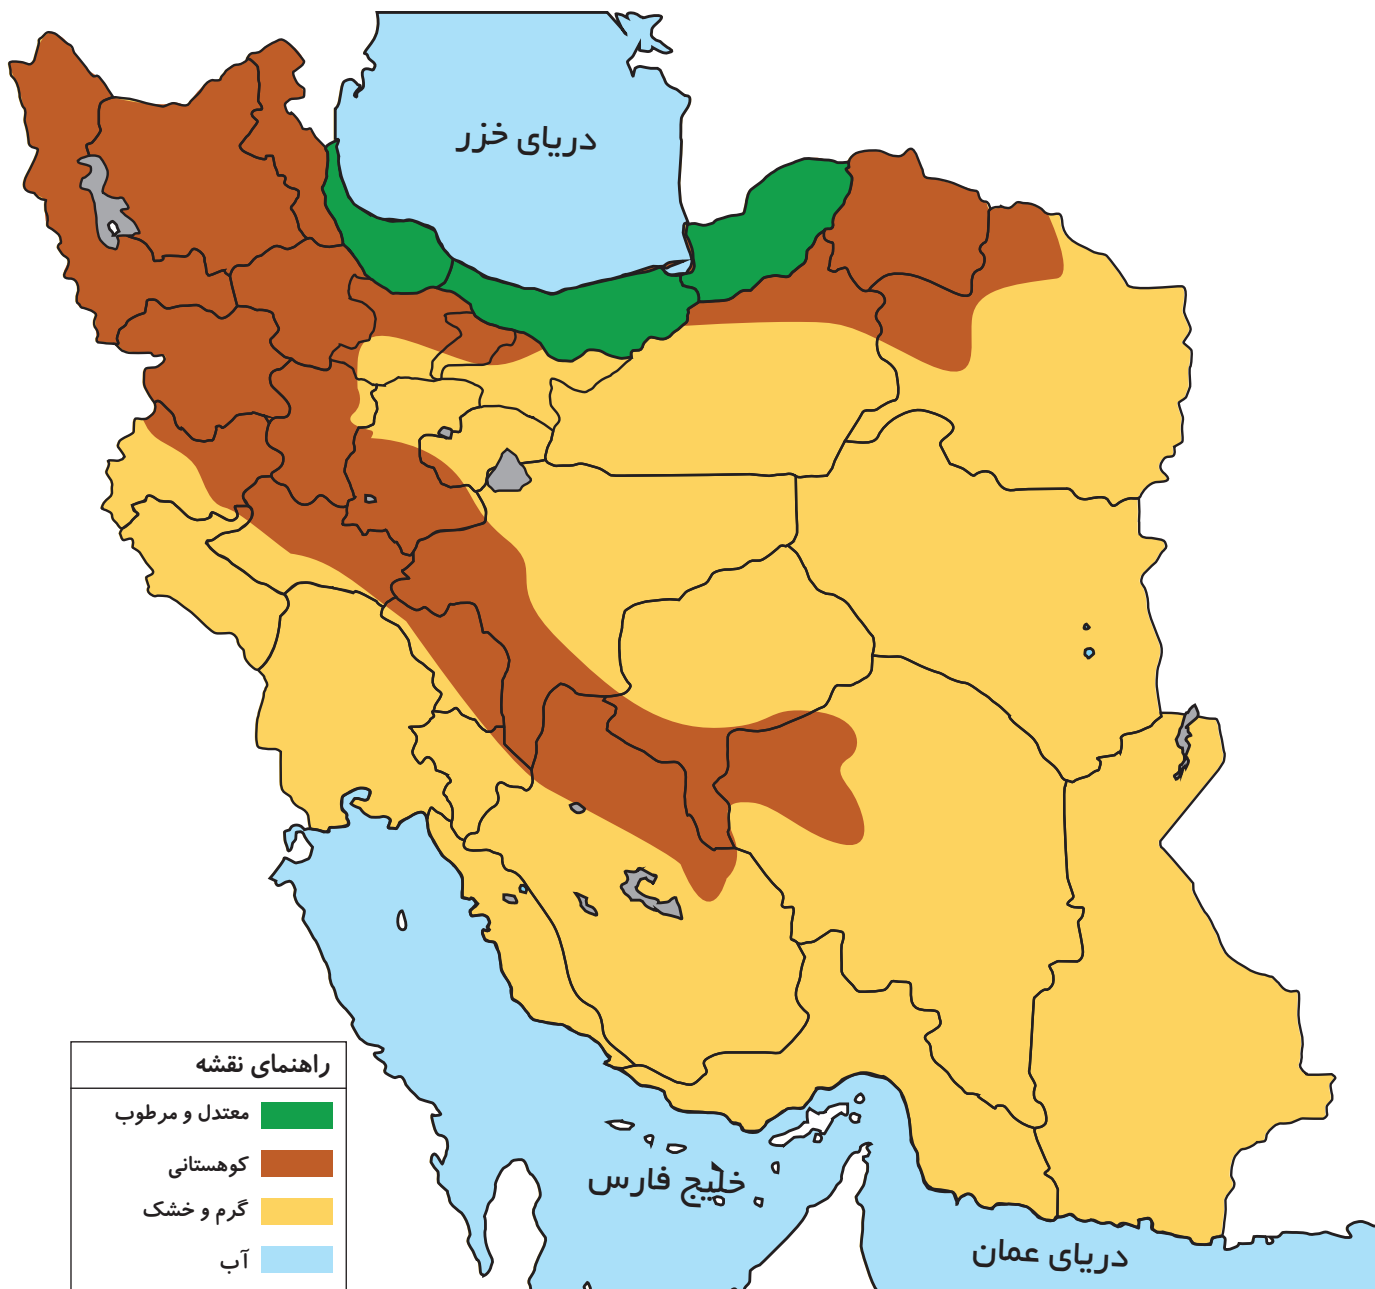 دریای خزر
راهنمای نقشه
معتدل و مرطوب
کوهستانی
گرم و خشک
آب
خلیج فارس
دریای عمان